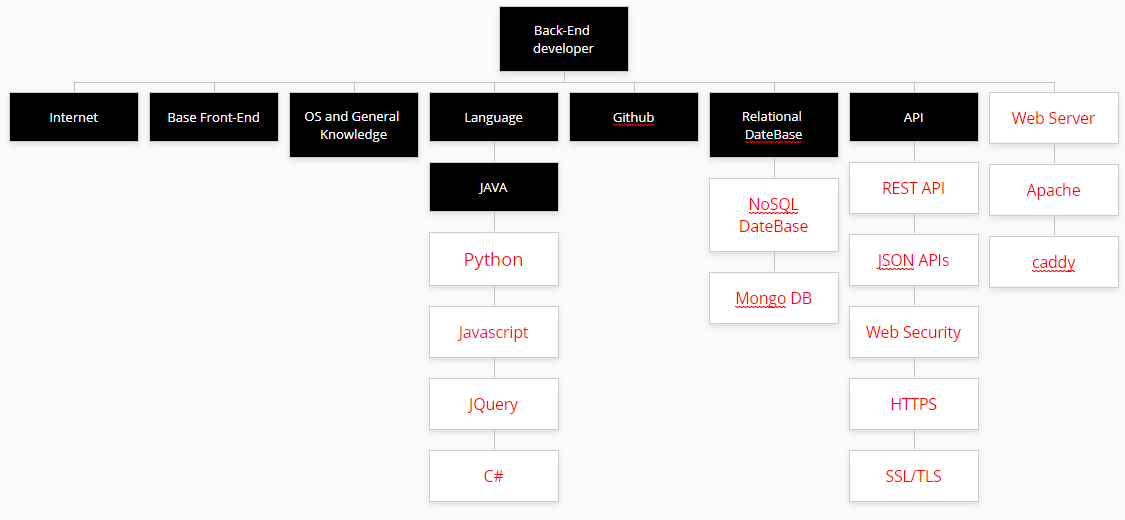 Back-End
developer
Internet
Base Front-End
OS and General
Knowledge
Language
Github
Relational
DateBase
API
Web Server
JAVA
Python
Javascript
JQuery
C#
NoSQL
DateBase
Mongo DB
REST API
JSON APIs
Web Security
HTTPS
SSL/TLS
Apache
caddy